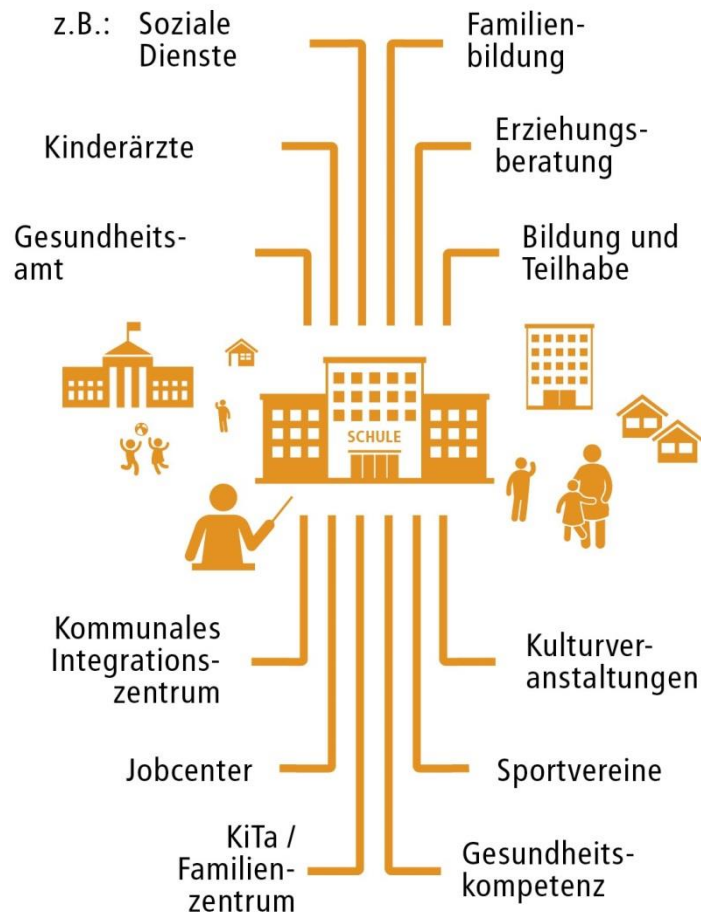 z.B.: Soziale
Dienste
Familien-
bildung
Kinderärzte
Erziehungs-
beratung
Gesundheits-
amt
Bildung und
Teilhabe
SCHULE
Kommunales
Integrations-
zentrum
Kulturver-
anstaltungen
Jobcenter
Sportvereine
KiTa /
Familien-
zentrum
Gesundheits-
kompetenz